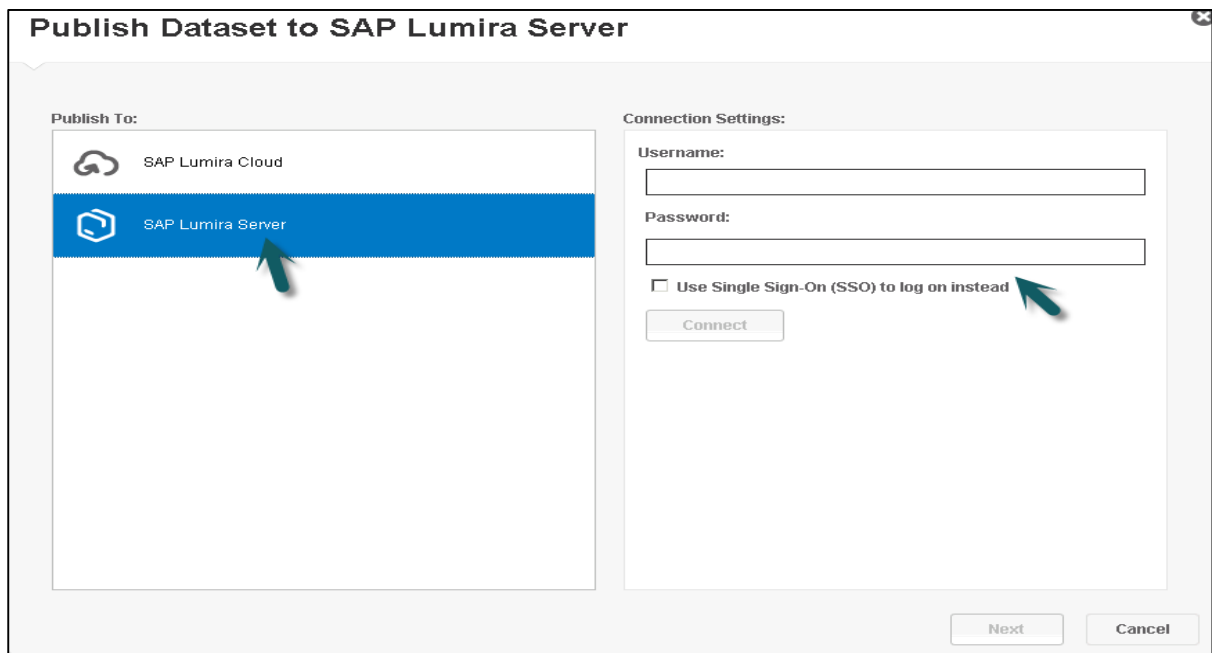 Publish Dataset to SAP Lumira Server
Publish To:
SAP Lumira Cloud
SAP Lumira Server
Connection Settings:
Username:
Password:
Use Single Sign-On (SSO) to log on instead
Connect
Next
Cancel